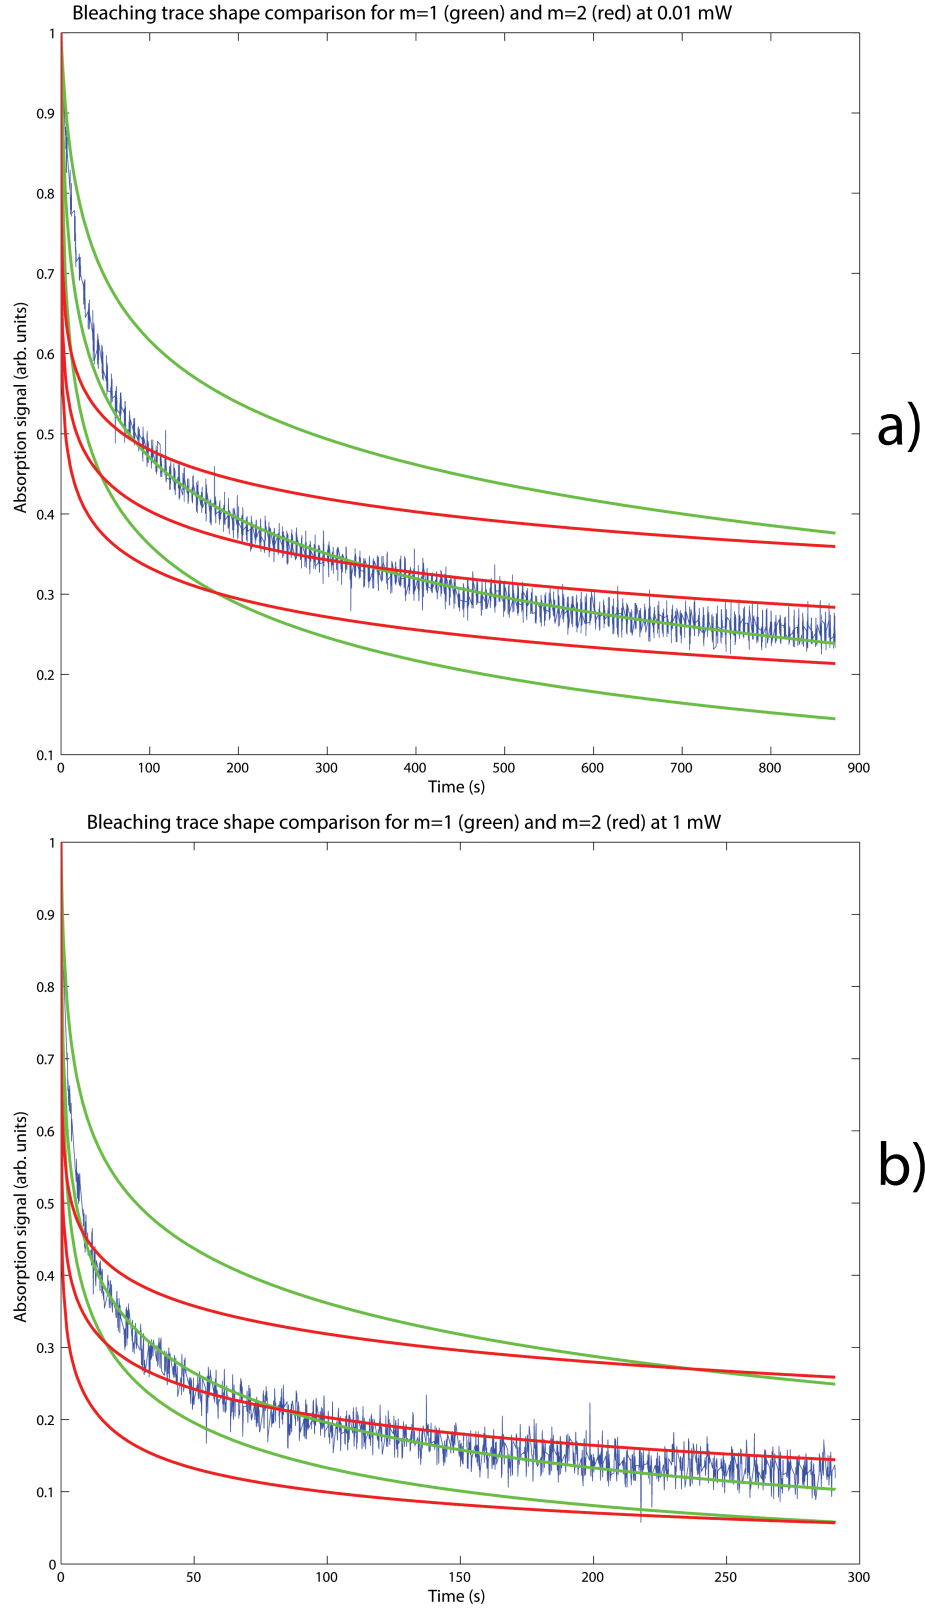 Bleaching trace shape comparison for m=1 (green) and m=2 (red) at 0.01 mW
1
0.9
0.8
0.7
0.6
0.5
0.4
0.3
0.2
0.1
Absorption signal (arb. units)
0 100 200 300 400 500 600 700 800 900
Time (s)
a)
Bleaching trace shape comparison for m=1 (green) and m=2 (red) at 1 mW
1
0.9
0.8
0.7
0.6
0.5
0.4
0.3
0.2
0.1
0
Absorption signal (arb. units)
0 50 100 150 200 250 300
Time (s)
b)